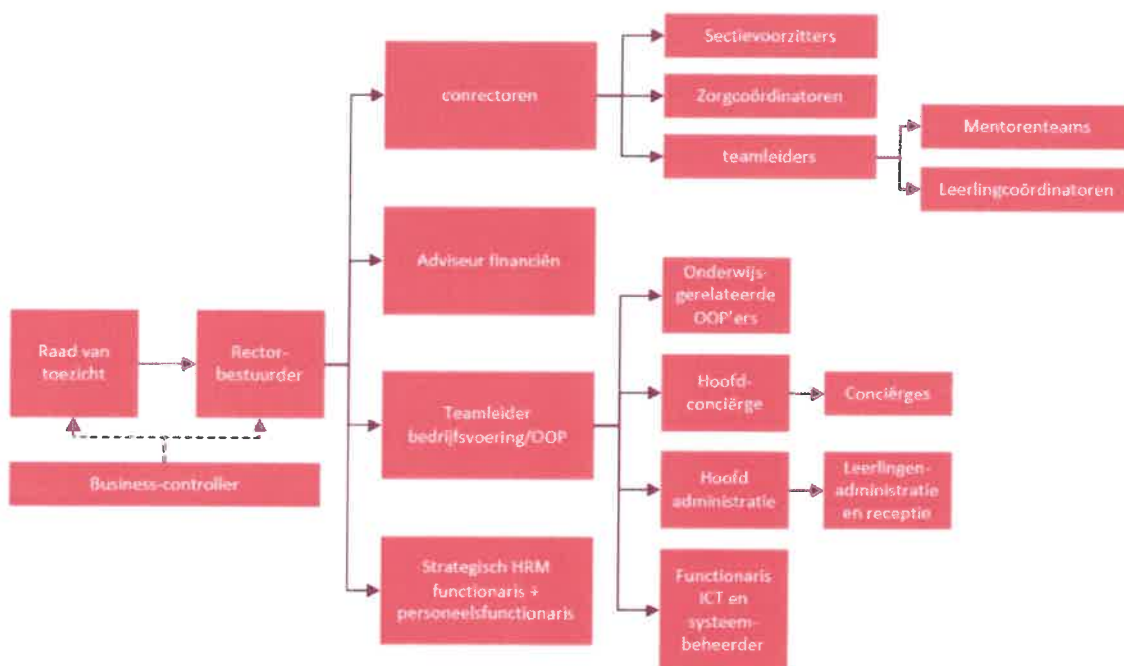 Raad van
toezicht
Rector-
bestuurder
Business-controller
conrectoren
Sectievoorzitters
Zorgcoördinatoren
teamleiders
Mentorenteams
Leerlingcoördinatoren
Adviseur financiën
Teamleider
bedrijfsvoering/OOP
Onderwijs-
gerelateerde
OOP'ers
Hoofd-
conciërge
Conciërges
Hoofd
administratie
Leerlingen-
administratie
en receptie
Functionaris
ICT en
systeem-
beheerder
Strategisch HRM
functionaris +
personeelsfunctionaris